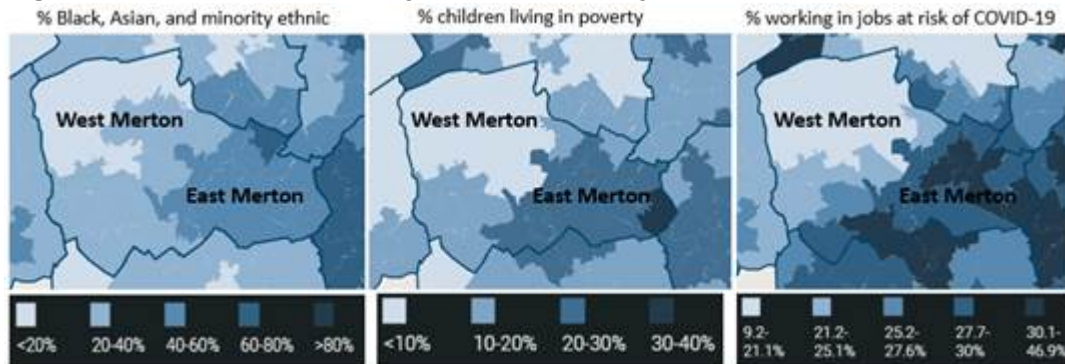 % Black, Asian, and minority ethnic
% children living in poverty
% working in jobs at risk of COVID-19
West Merton
East Merton
West Merton
East Merton
West Merton
East Merton
<20% 20-40% 40-60% 60-80% >80%
<10% 10-20% 20-30% 30-40%
9.2- 21.2- 25.2- 27.7- 30.1-
21.1% 25.1% 27.6% 30% 46.9%